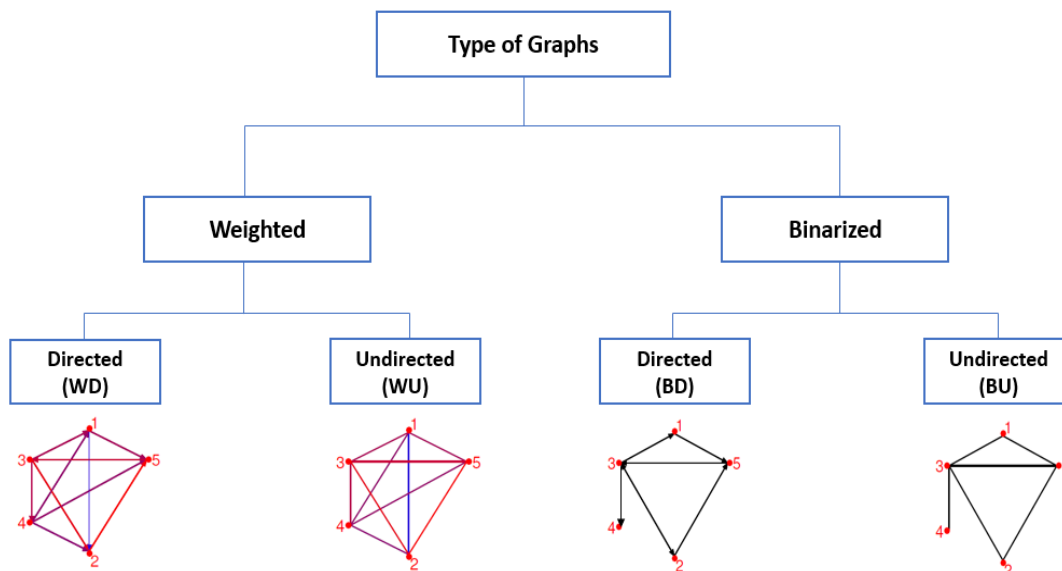 Type of Graphs
Weighted
Binarized
Directed
(WD)
Undirected
(WU)
Directed
(BD)
Undirected
(BU)
1
3
5
4
2
1
3
5
4
2
1
3
5
4
2
1
3
4
2